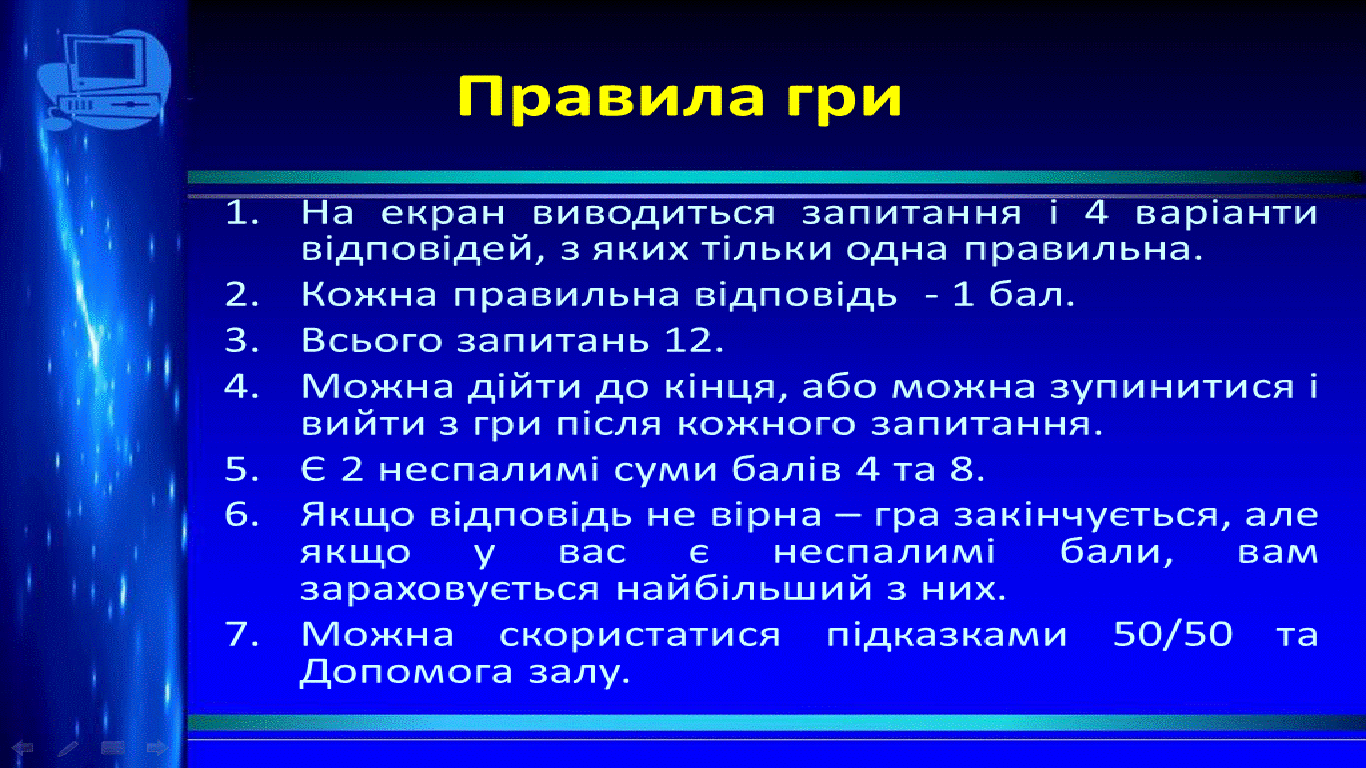 Правила гри
1. На екран виводиться запитання і 4 варіанти
відповідей, з яких тільки одна правильна.
2. Кожна правильна відповідь - 1 бал.
3. Всього запитань 12.
4. Можна дійти до кінця, або можна зупинитися і
вийти з гри після кожного запитання.
5. Є 2 неспалимі суми балів 4 та 8.
6. Якщо відповідь не вірна – гра закінчується, але
якщо у вас є неспалимі бали, вам
зараховується найбільший з них.
7. Можна скористатися підказками 50/50 та
Допомога залу.